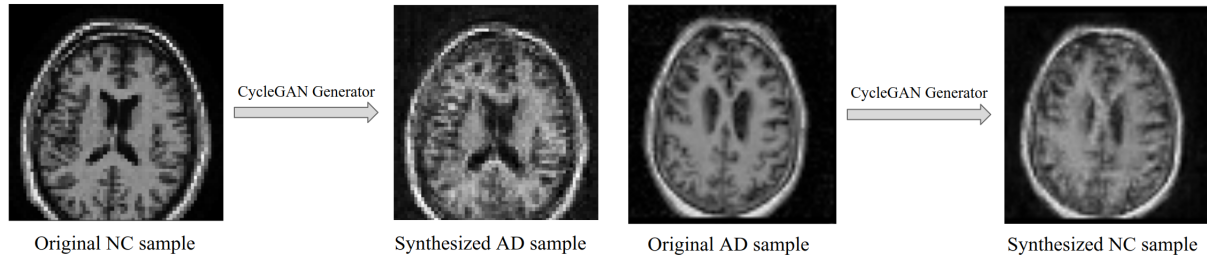 CycleGAN Generator
CycleGAN Generator
Original NC sample
Synthesized AD sample
Original AD sample
Synthesized NC sample